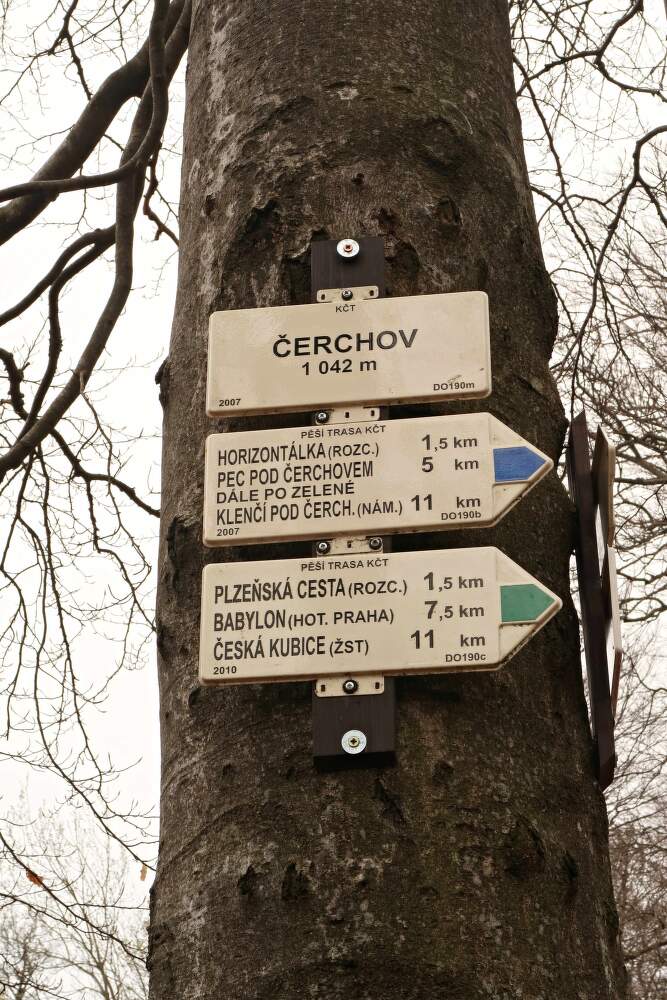 KČT
ČERCHOV
1 042 m
2007 DO190m
PĚŠÍ TRASA KČT
HORIZONTÁLKA (ROZC.) 1,5 km
PEC POD ČERCHOVEM 5 km
DÁLE PO ZELENÉ
KLENČÍ POD ČERCH. (NÁM.) 11 km
2007 DO190b
PĚŠÍ TRASA KČT
PLZEŇSKÁ CESTA (ROZC.) 1,5 km
BABYLON (HOT. PRAHA) 7,5 km
ČESKÁ KUBICE (ŽST) 11 km
2010 DO190c